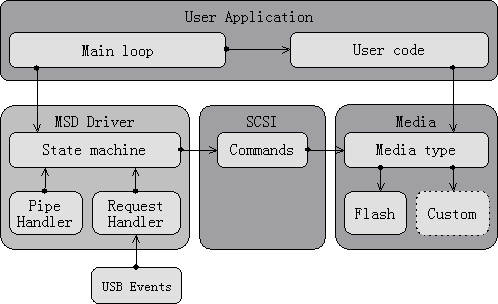 User Application
Main loop
User code
MSD Driver
SCSI
Media
State machine
Commands
Media type
Pipe
Handler
Request
Handler
Flash
Custom
USB Events